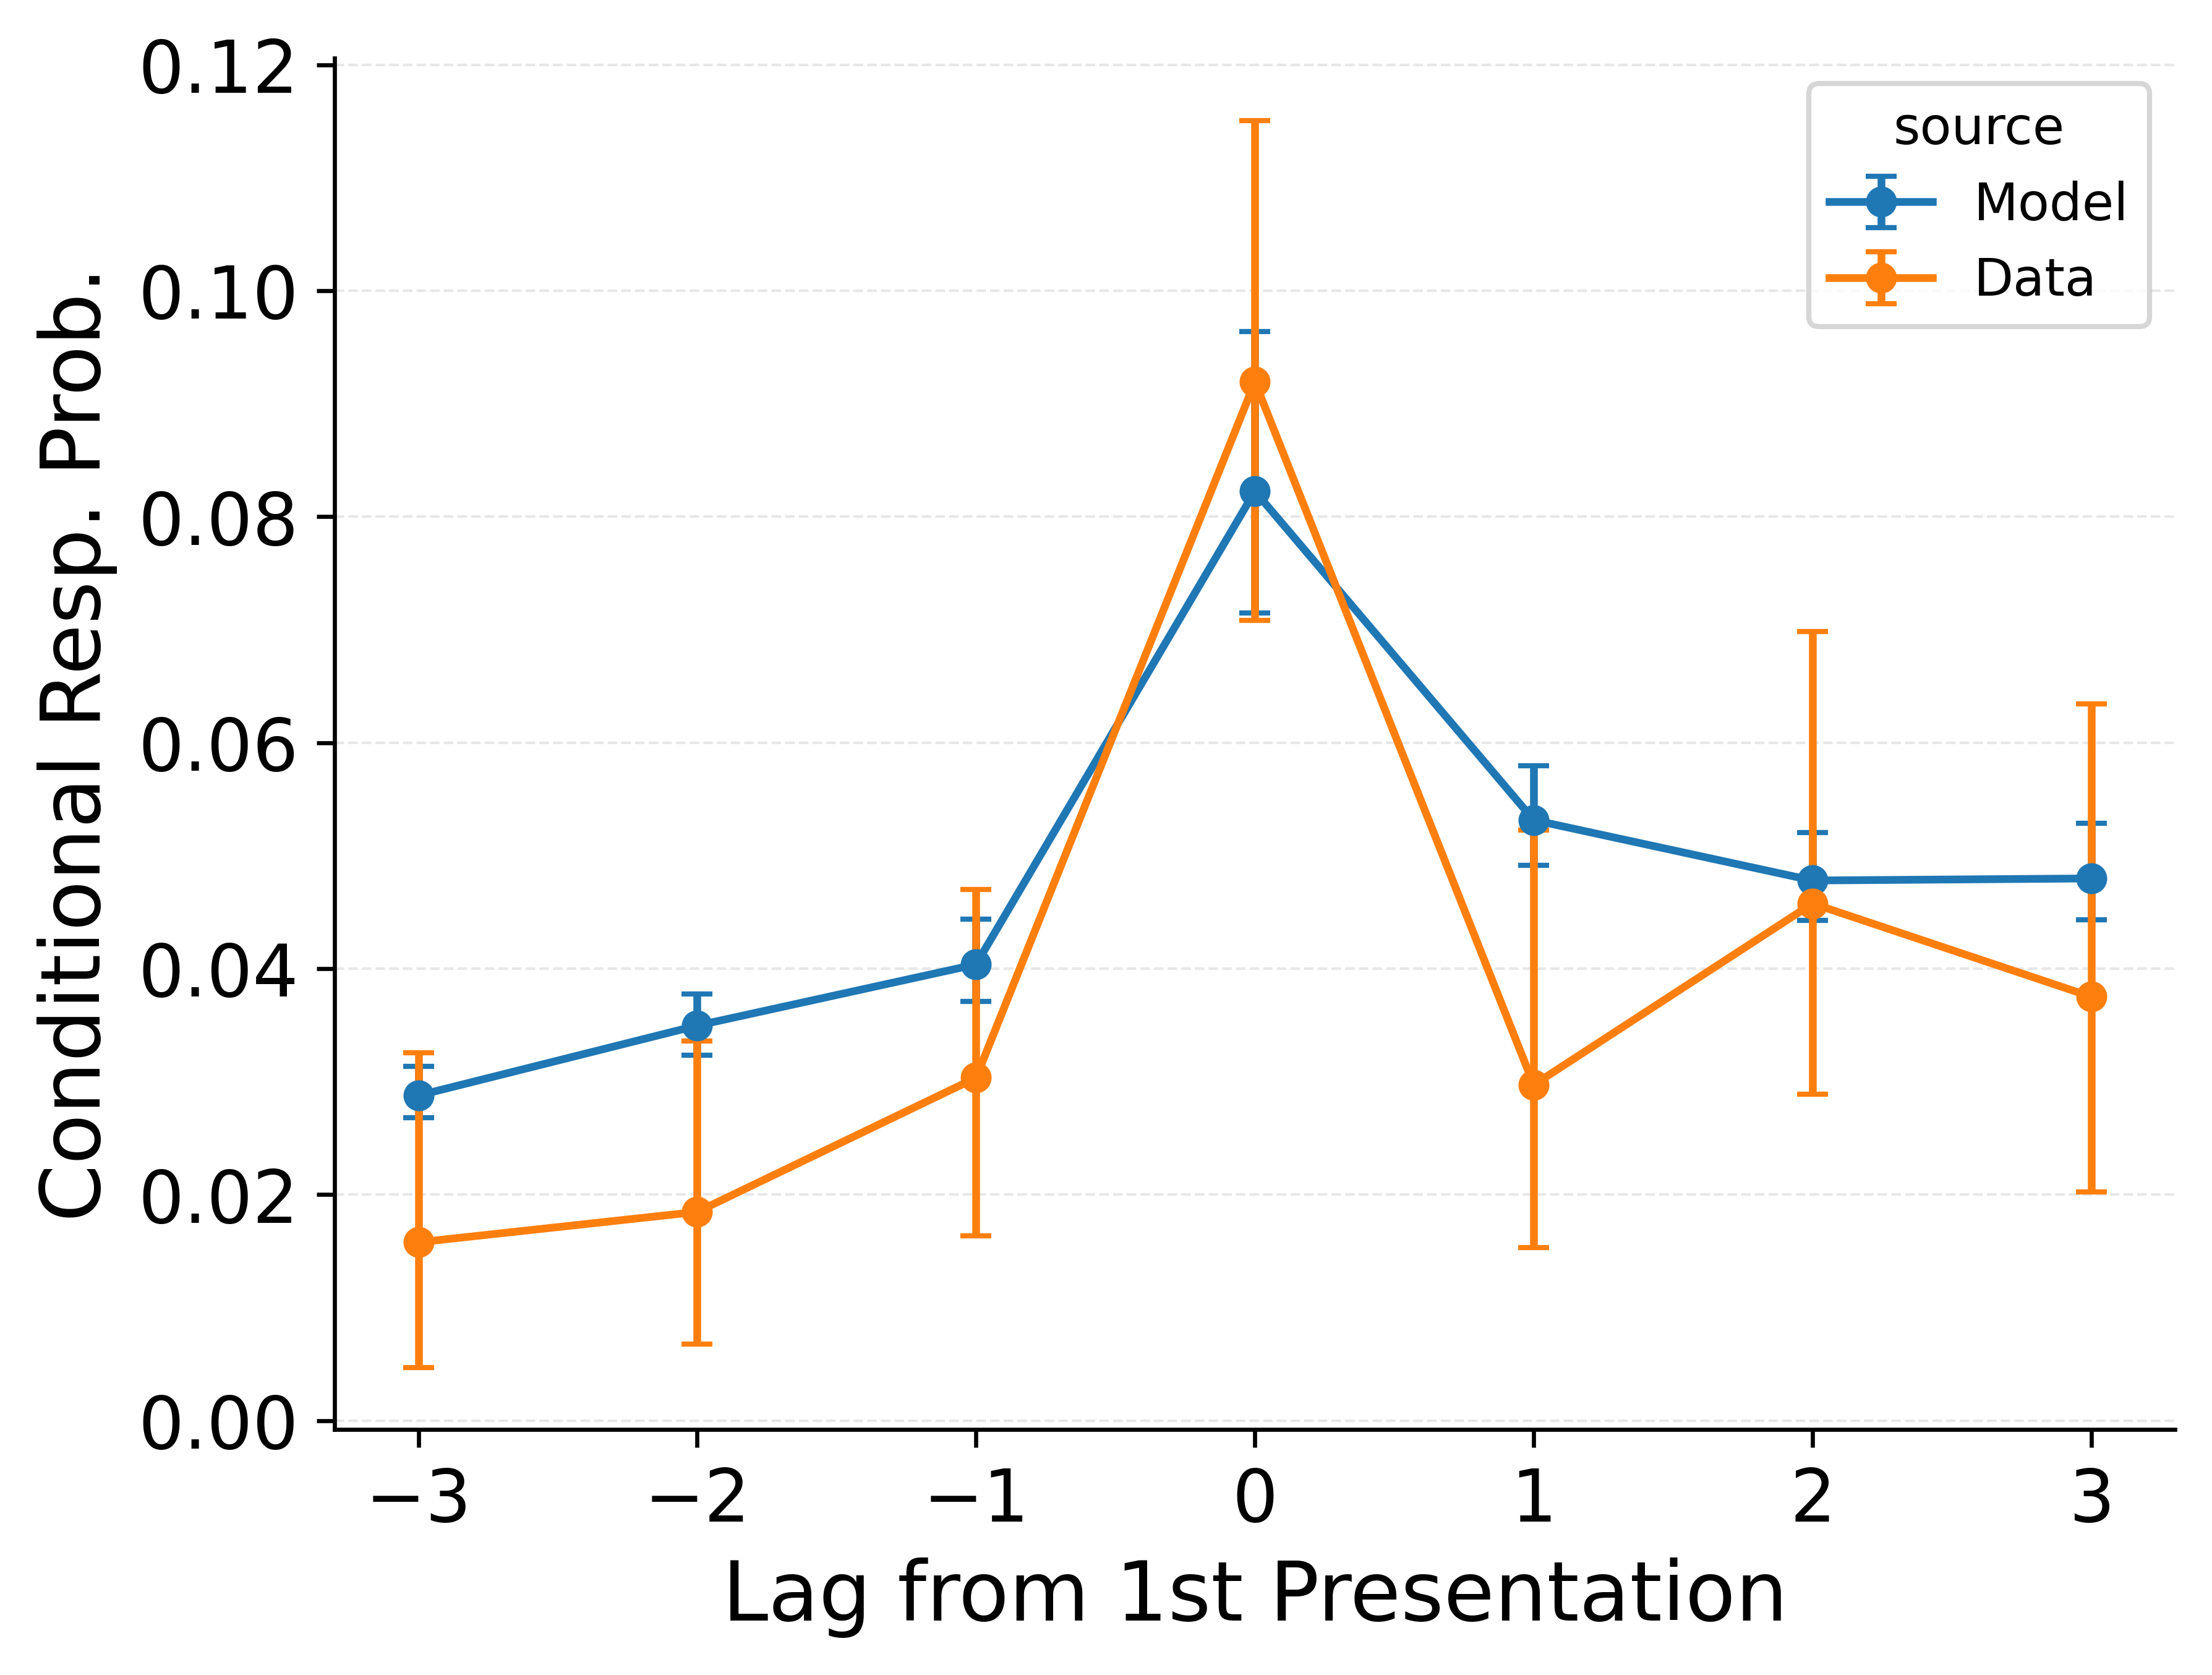 0.12
0.10
0.08
0.06
0.04
0.02
0.00
Conditional Resp. Prob.
source
Model
Data
−3 −2 −1 0 1 2 3
Lag from 1st Presentation